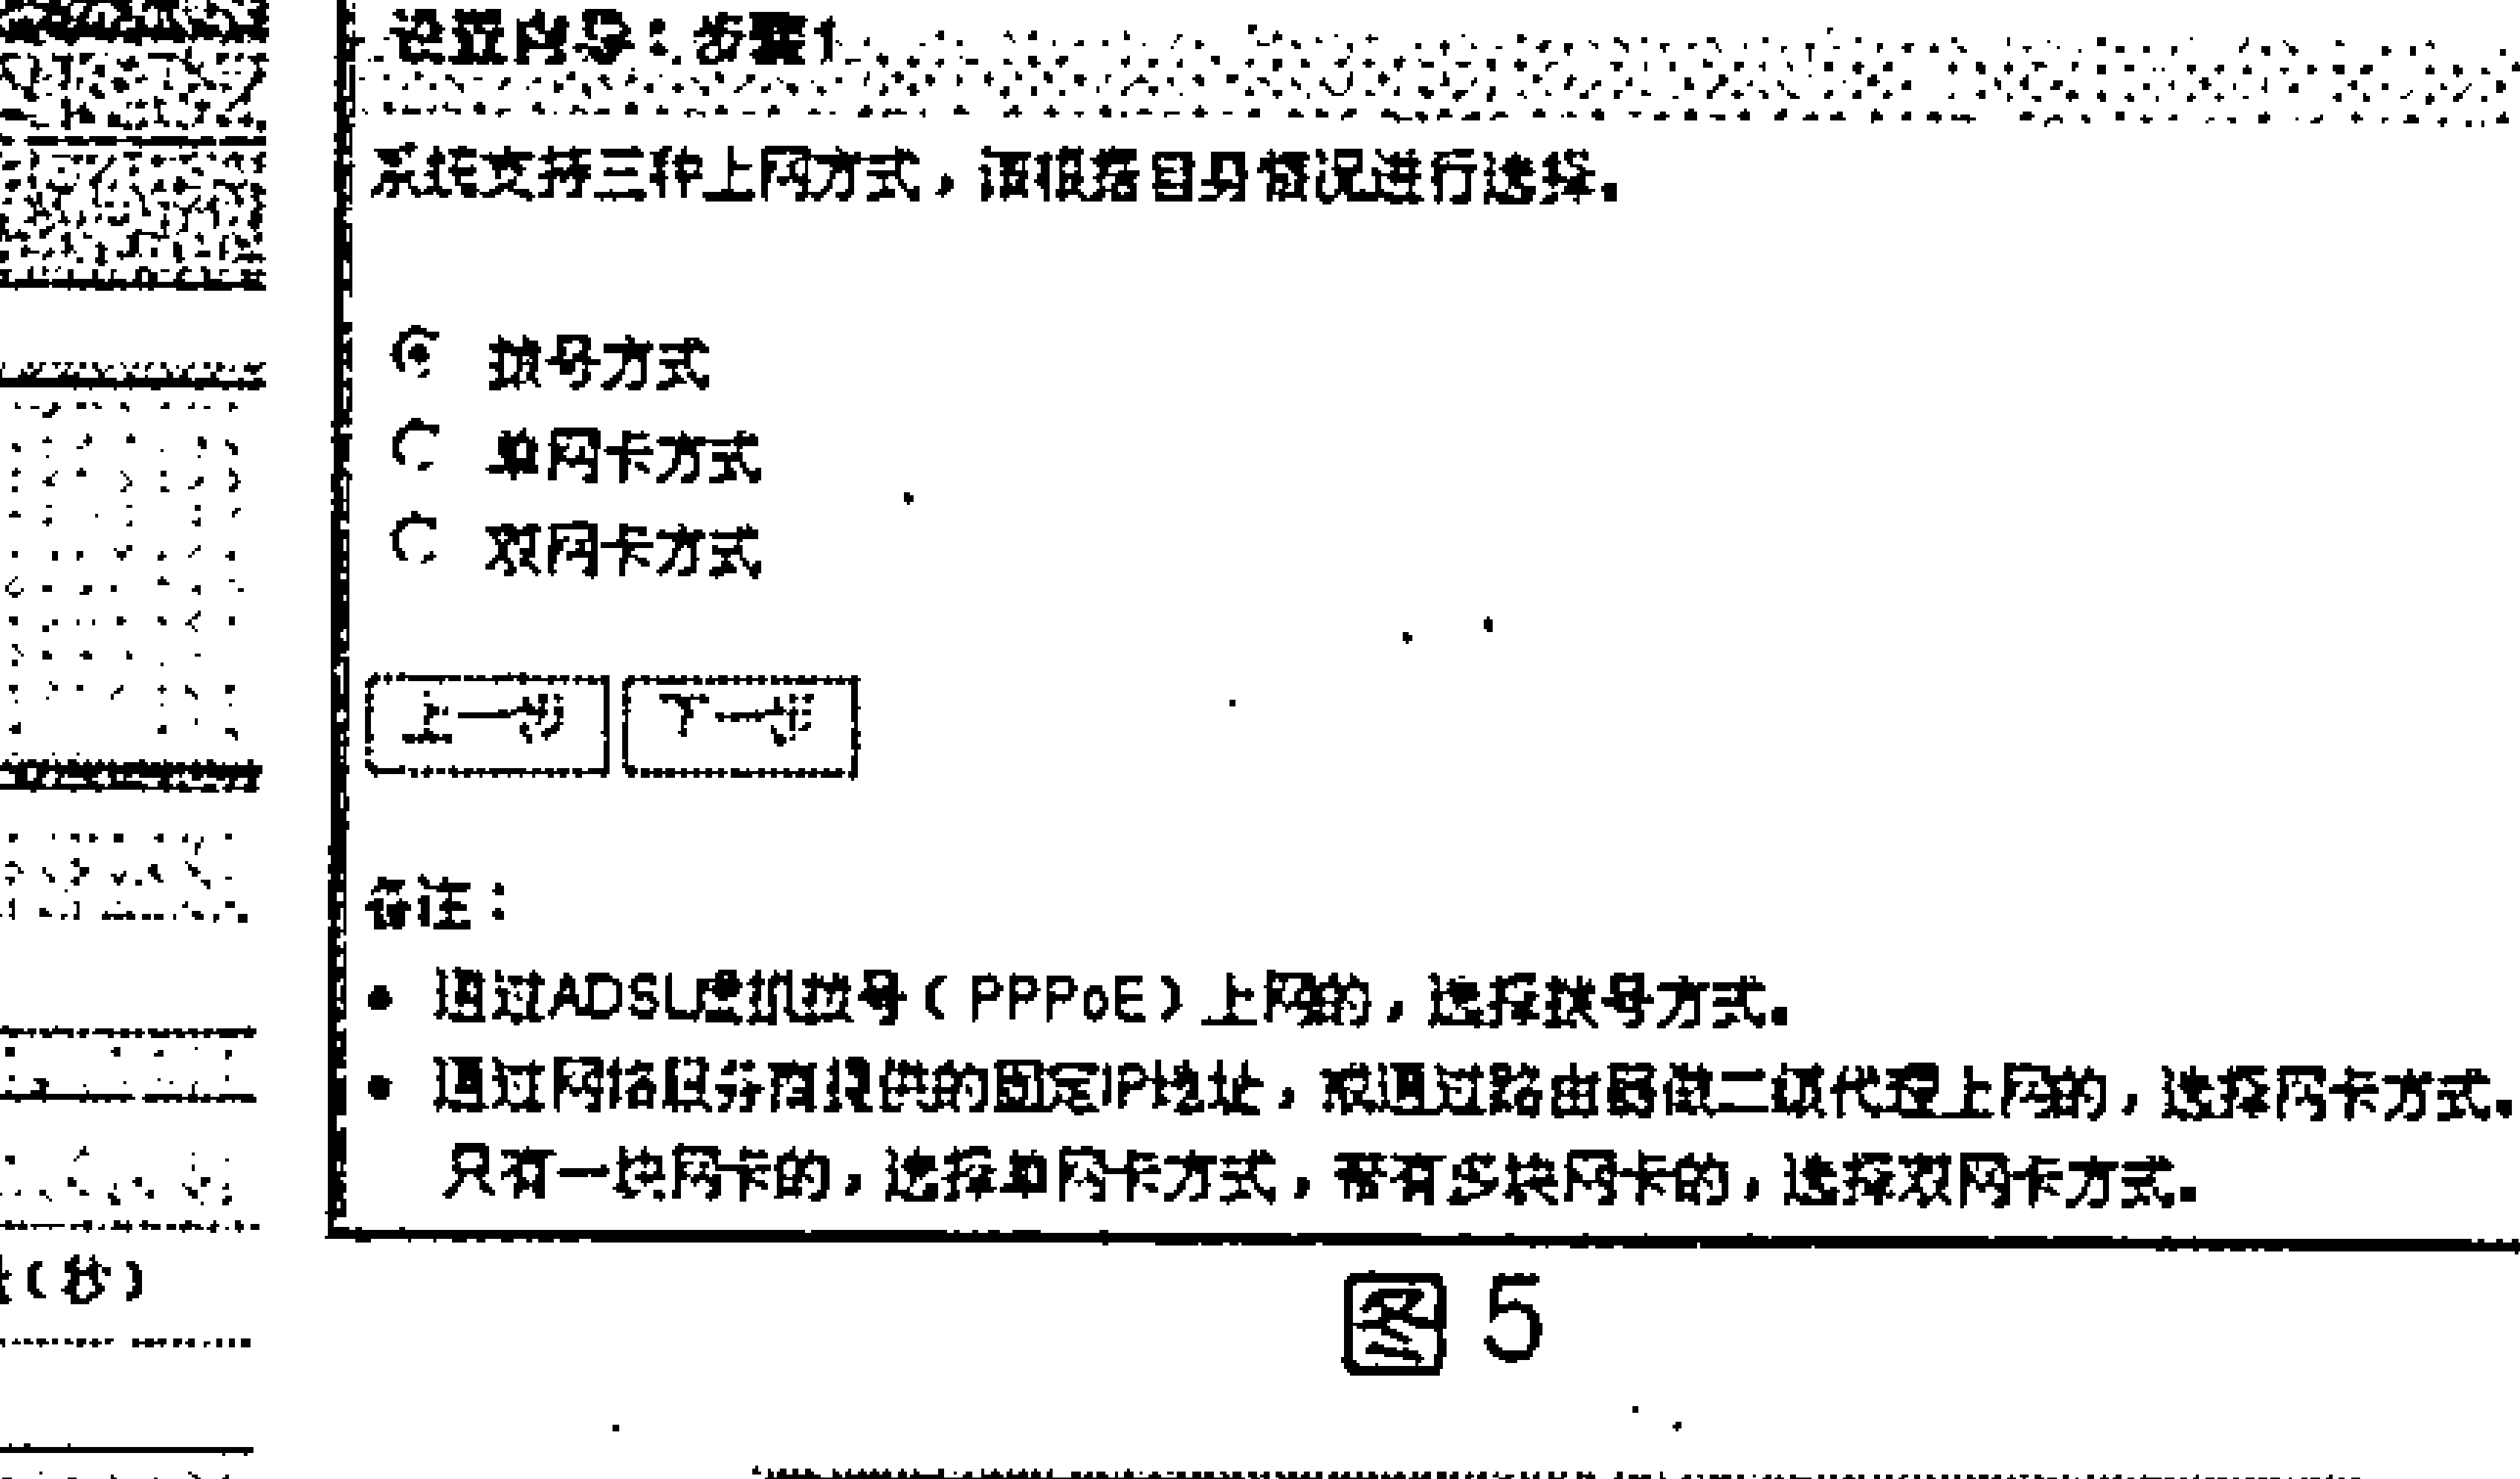 设置向导：步骤1
系统支持三种上网方式，请根据自身情况进行选择。
拨号方式
单网卡方式
双网卡方式
上一步 下一步
备注：
• 通过ADSL虚拟拨号（PPPoE）上网的，选择拨号方式。
• 通过网络服务商提供的固定IP地址，或通过路由器做二级代理上网的，选择网卡方式。
只有一块网卡的，选择单网卡方式，带有多块网卡的，选择双网卡方式。
（秒）
图 5